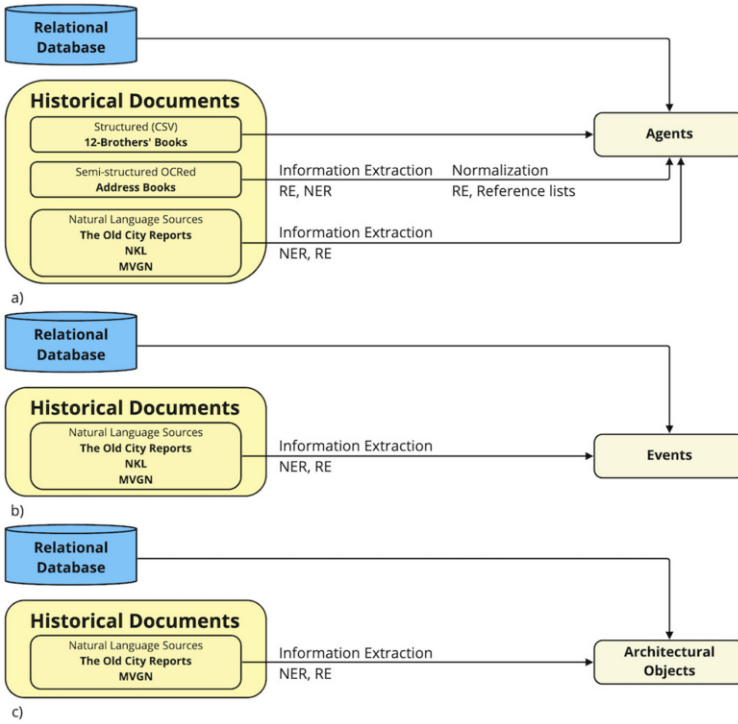 Relational
Database
Historical Documents
Structured (CSV)
12-Brothers' Books
Agents
Semi-structured OCRed
Address Books
Information Extraction
RE, NER
Normalization
RE, Reference lists
Natural Language Sources
The Old City Reports
NKL
MVGN
Information Extraction
NER, RE
a)
Relational
Database
Historical Documents
Natural Language Sources
The Old City Reports
NKL
MVGN
Information Extraction
NER, RE
Events
b)
Relational
Database
Historical Documents
Natural Language Sources
The Old City Reports
MVGN
Information Extraction
NER, RE
Architectural
Objects
c)